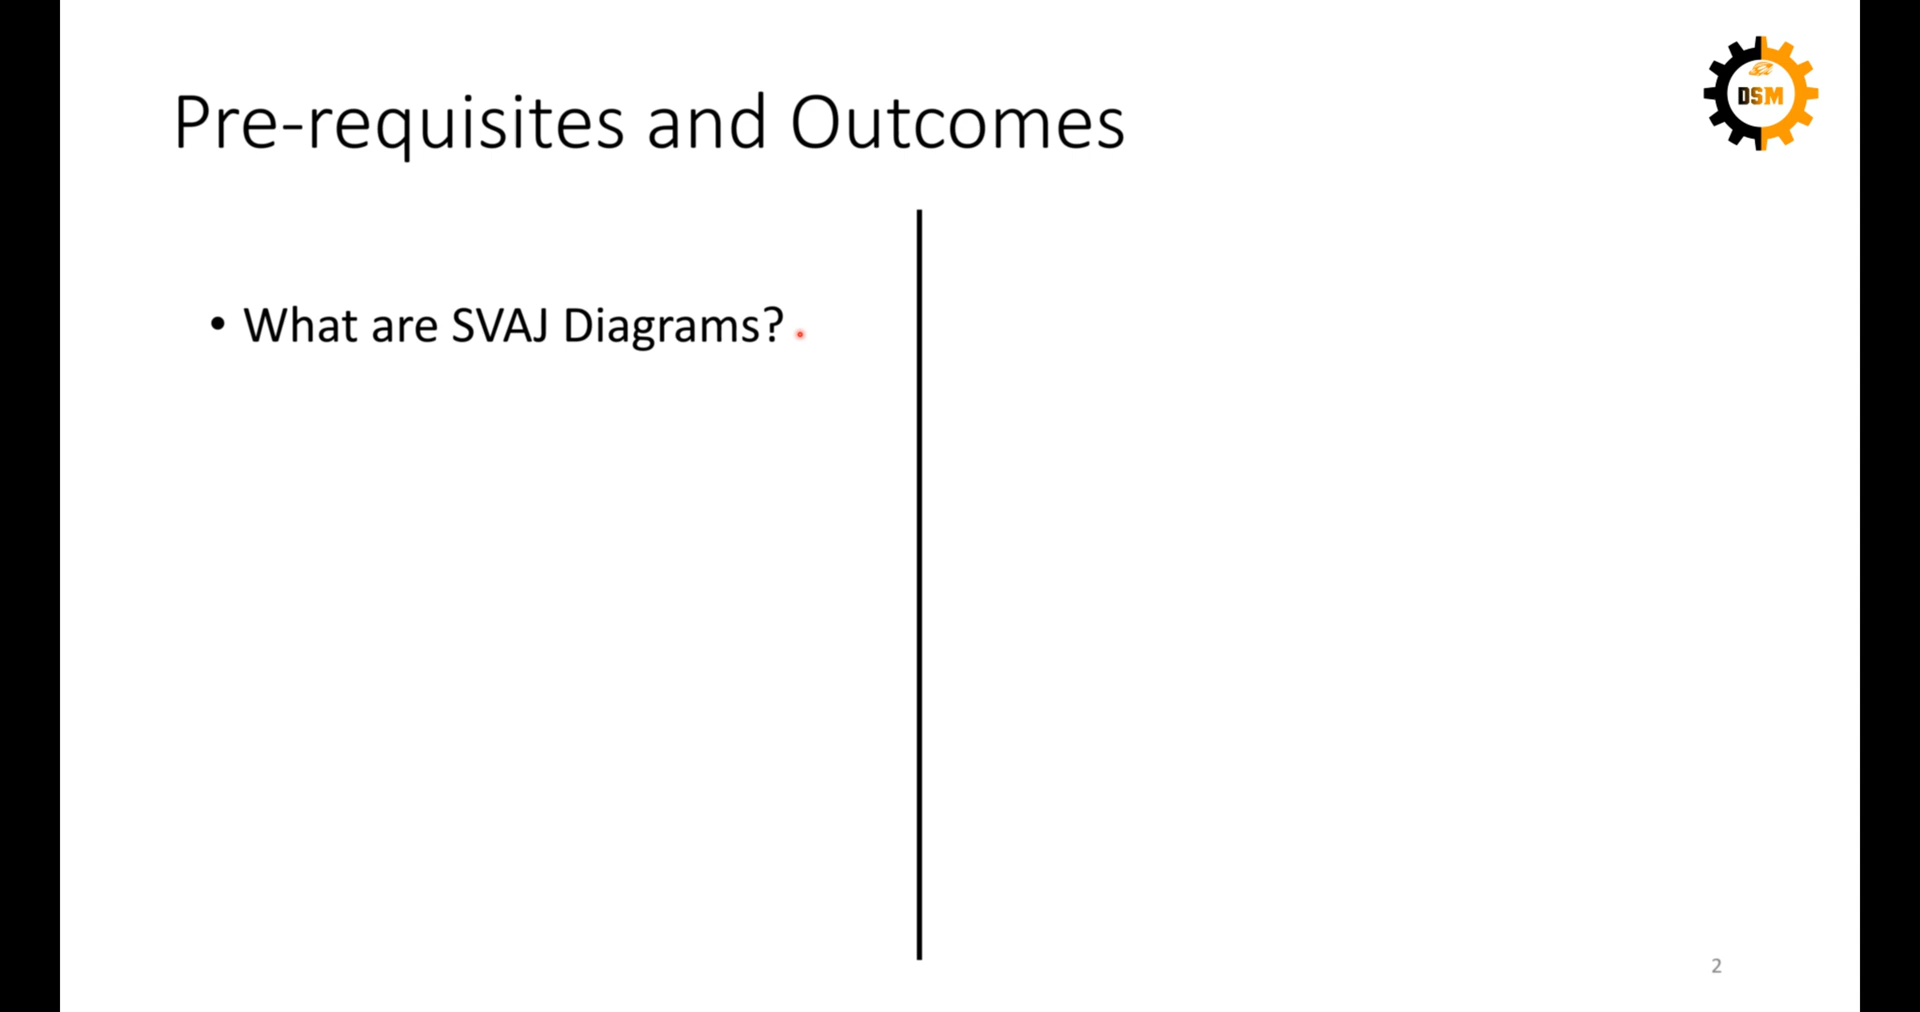 Pre-requisites and Outcomes
DSM
• What are SVAJ Diagrams?
2